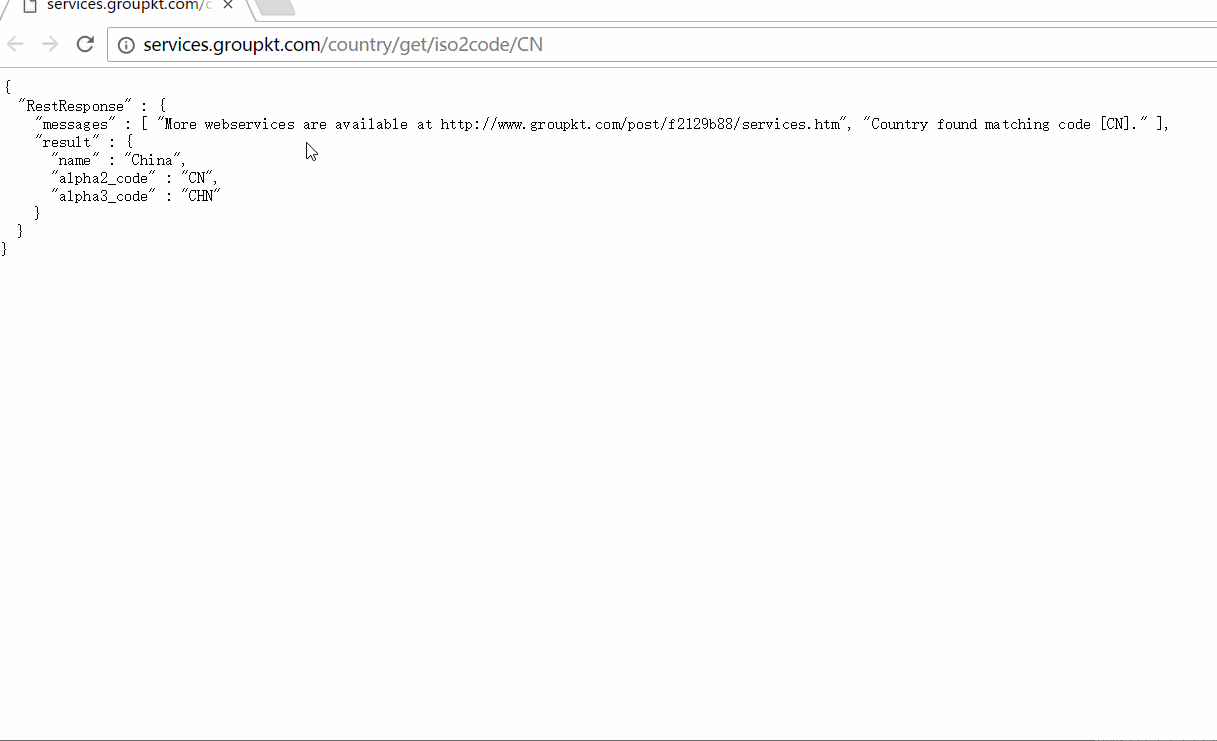 services.groupkt.com/c
services.groupkt.com/country/get/iso2code/CN
{
"RestResponse" : {
"messages" : [ "More webservices are available at http://www.groupkt.com/post/f2129b88/services.htm", "Country found matching code [CN]." ],
"result" : {
"name" : "China",
"alpha2_code" : "CN",
"alpha3_code" : "CHN"
}
}
}